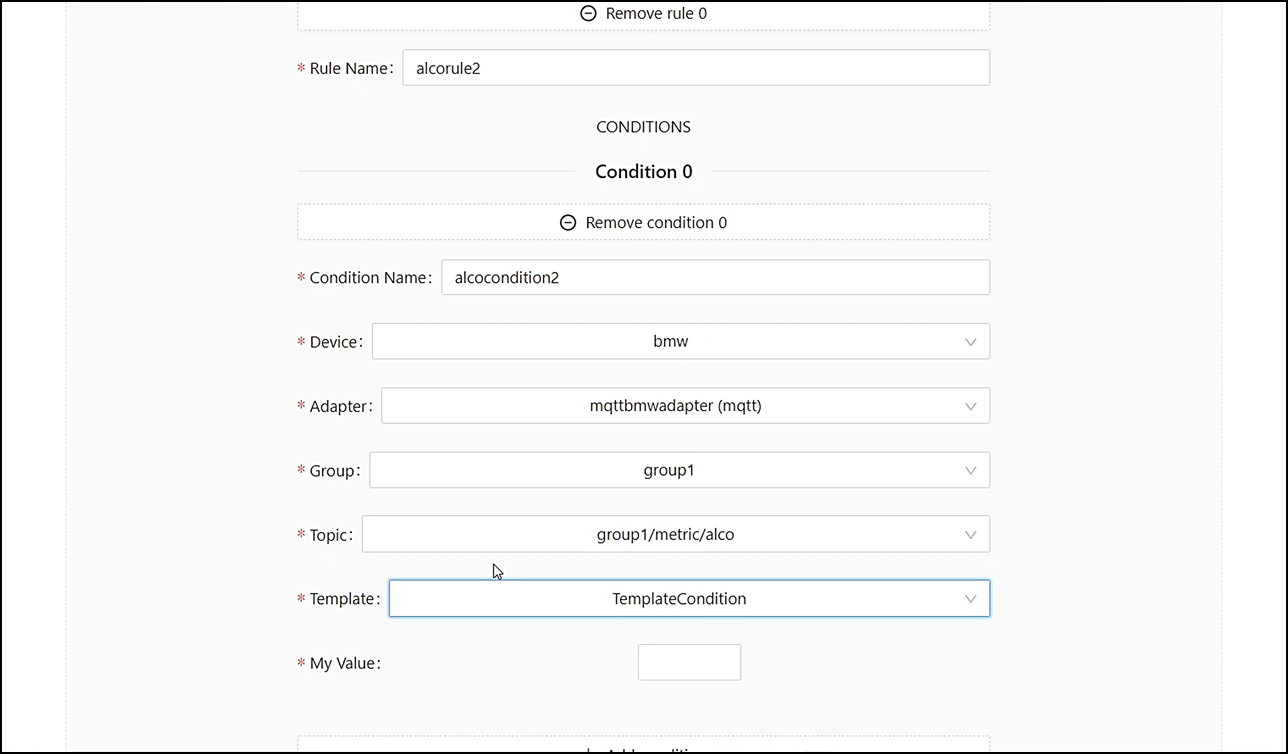 Remove rule 0
* Rule Name: alcorule2
CONDITIONS
Condition 0
Remove condition 0
* Condition Name: alcocondition2
* Device: bmw
* Adapter: mqttbmwadapter (mqtt)
* Group: group1
* Topic: group1/metric/alco
* Template: TemplateCondition
* My Value: